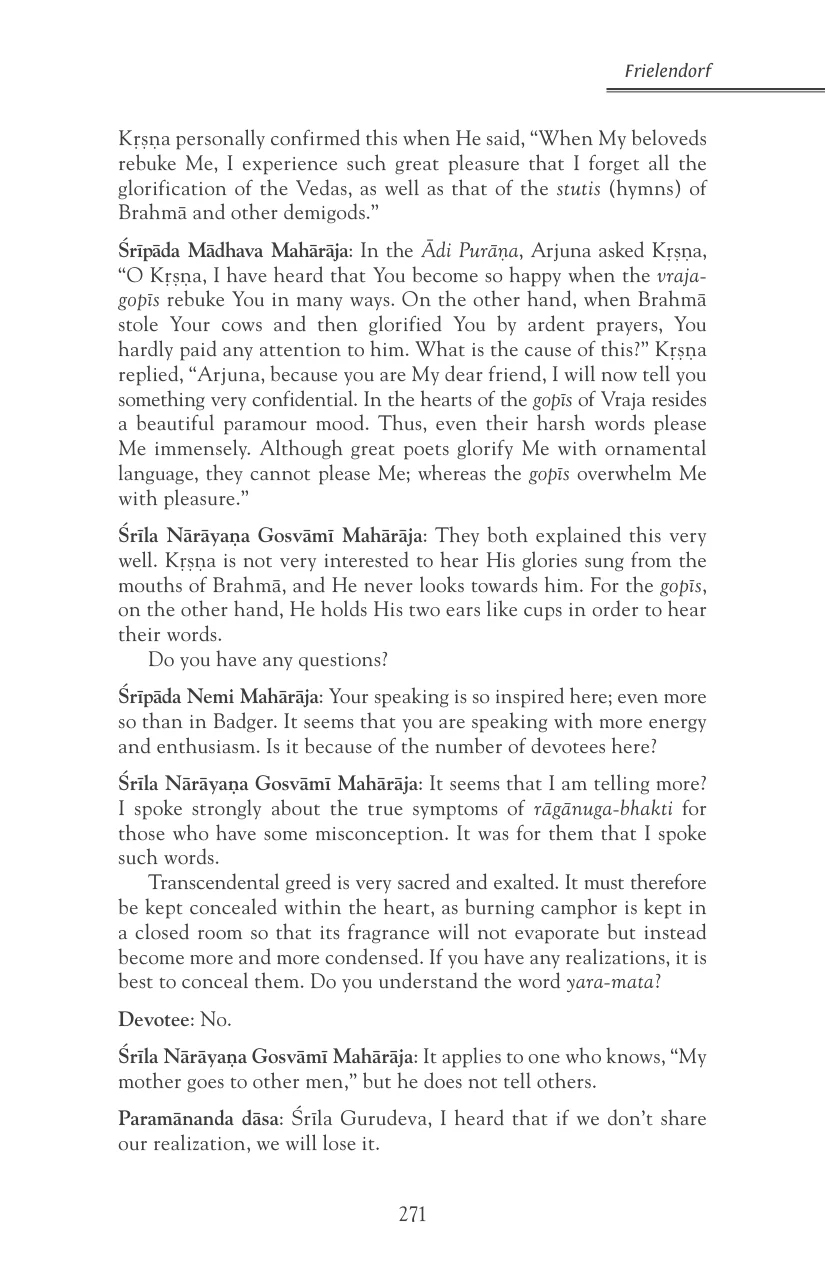 Frielendorf
Kṛṣṇa personally confirmed this when He said, “When My beloveds
rebuke Me, I experience such great pleasure that I forget all the
glorification of the Vedas, as well as that of the stutis (hymns) of
Brahmā and other demigods.”
Śrīpāda Mādhava Mahārāja: In the Ādi Purāṇa, Arjuna asked Kṛṣṇa,
“O Kṛṣṇa, I have heard that You become so happy when the vraja-
gopīs rebuke You in many ways. On the other hand, when Brahmā
stole Your cows and then glorified You by ardent prayers, You
hardly paid any attention to him. What is the cause of this?” Kṛṣṇa
replied, “Arjuna, because you are My dear friend, I will now tell you
something very confidential. In the hearts of the gopīs of Vraja resides
a beautiful paramour mood. Thus, even their harsh words please
Me immensely. Although great poets glorify Me with ornamental
language, they cannot please Me; whereas the gopīs overwhelm Me
with pleasure.”
Śrīla Nārāyaṇa Gosvāmī Mahārāja: They both explained this very
well. Kṛṣṇa is not very interested to hear His glories sung from the
mouths of Brahmā, and He never looks towards him. For the gopīs,
on the other hand, He holds His two ears like cups in order to hear
their words.
Do you have any questions?
Śrīpāda Nemi Mahārāja: Your speaking is so inspired here; even more
so than in Badger. It seems that you are speaking with more energy
and enthusiasm. Is it because of the number of devotees here?
Śrīla Nārāyaṇa Gosvāmī Mahārāja: It seems that I am telling more?
I spoke strongly about the true symptoms of rāgānuga-bhakti for
those who have some misconception. It was for them that I spoke
such words.
Transcendental greed is very sacred and exalted. It must therefore
be kept concealed within the heart, as burning camphor is kept in
a closed room so that its fragrance will not evaporate but instead
become more and more condensed. If you have any realizations, it is
best to conceal them. Do you understand the word yara-mata?
Devotee: No.
Śrīla Nārāyaṇa Gosvāmī Mahārāja: It applies to one who knows, “My
mother goes to other men,” but he does not tell others.
Paramānanda dāsa: Śrīla Gurudeva, I heard that if we don’t share
our realization, we will lose it.
271